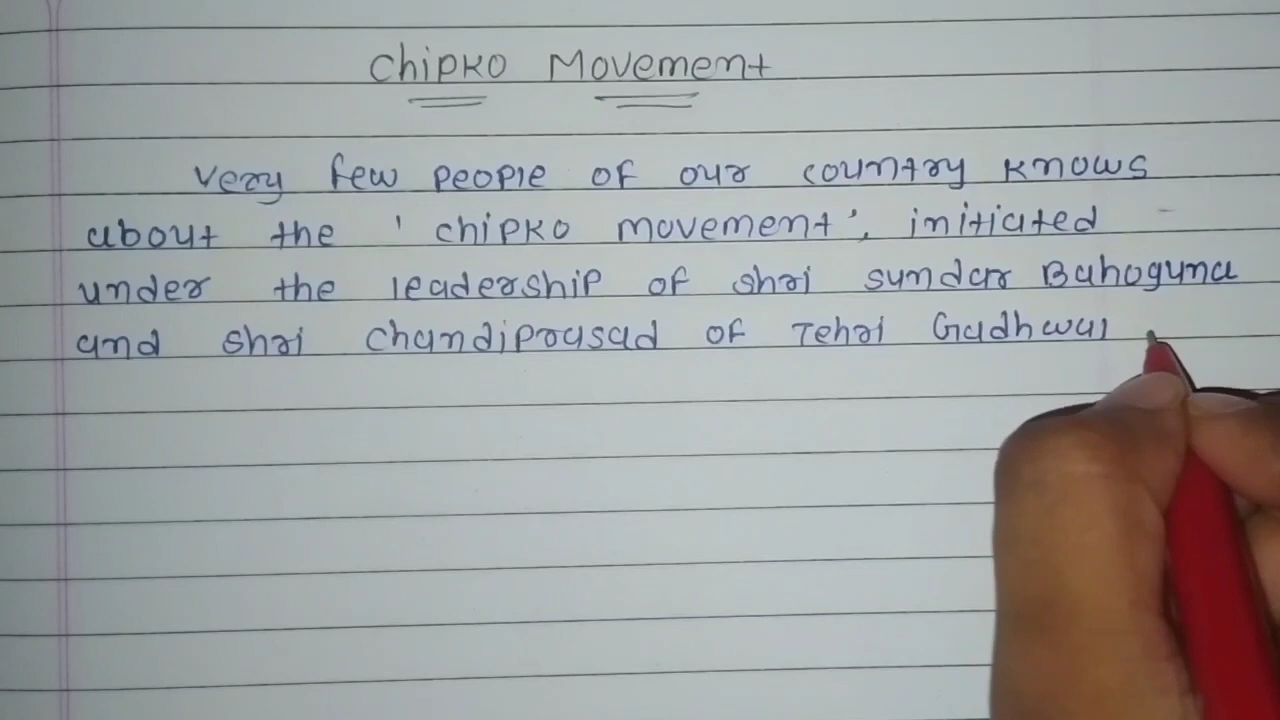 Chipko Movement
Very few people of our country knows
about the 'Chipko movement', initiated
under the leadership of Shri Sundar Bahoguna
and Shri Chandiprasad of Tehri Gadhwal